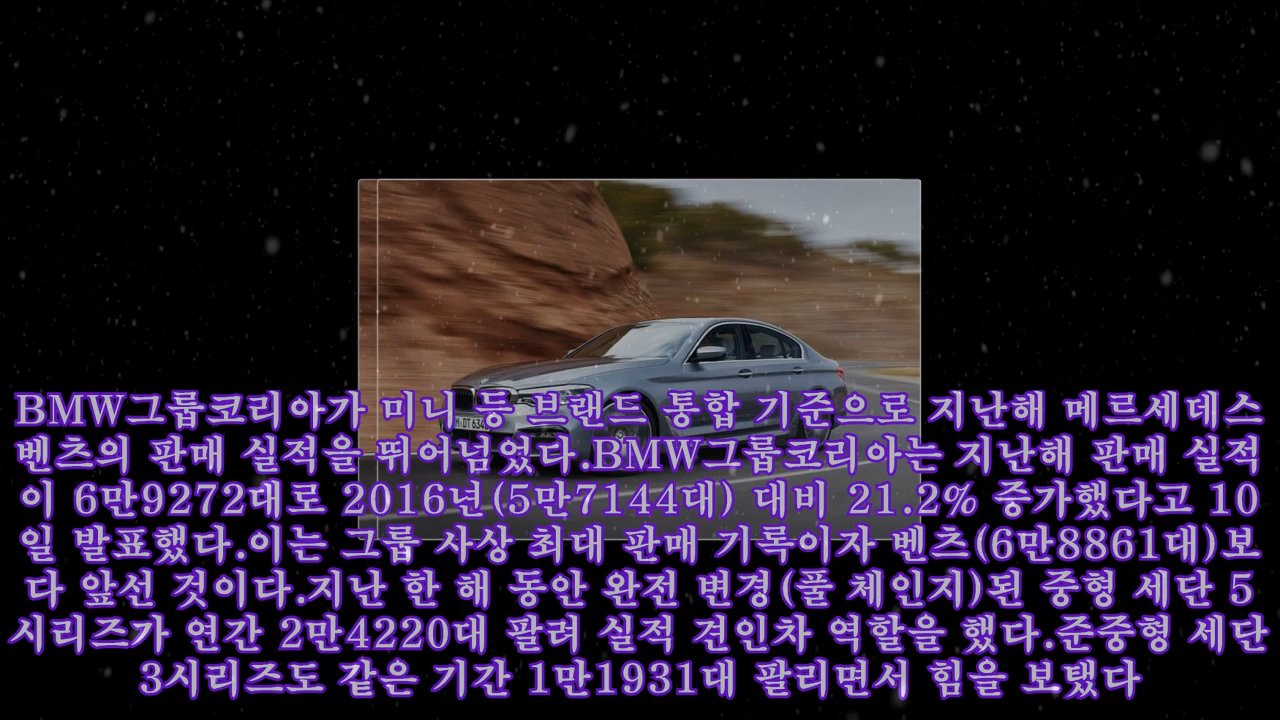 BMW그룹코리아가 미니 등 브랜드 통합 기준으로 지난해 메르세데스
벤츠의 판매 실적을 뛰어넘었다.BMW그룹코리아는 지난해 판매 실적
이 6만9272대로 2016년(5만7144대) 대비 21.2% 증가했다고 10
일 발표했다.이는 그룹 사상 최대 판매 기록이자 벤츠(6만8861대)보
다 앞선 것이다.지난 한 해 동안 완전 변경(풀 체인지)된 중형 세단 5
시리즈가 연간 2만4220대 팔려 실적 견인차 역할을 했다.준중형 세단
3시리즈도 같은 기간 1만1931대 팔리면서 힘을 보탰다